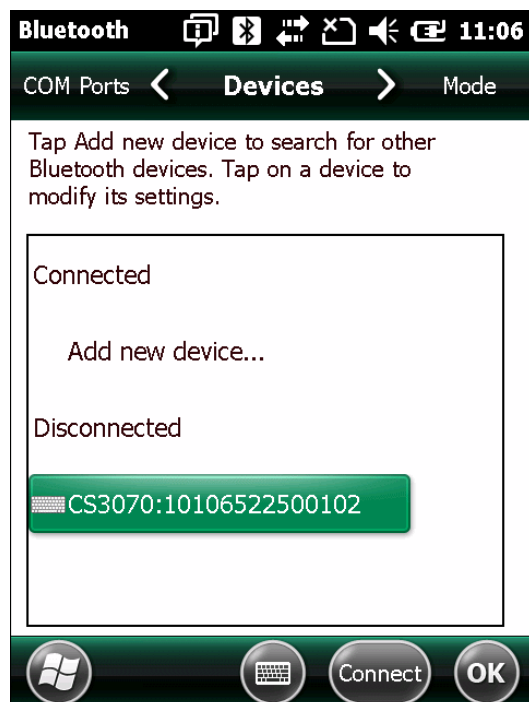 Bluetooth 11:06
COM Ports Devices Mode
Tap Add new device to search for other
Bluetooth devices. Tap on a device to
modify its settings.
Connected
Add new device...
Disconnected
CS3070:10106522500102
Connect OK